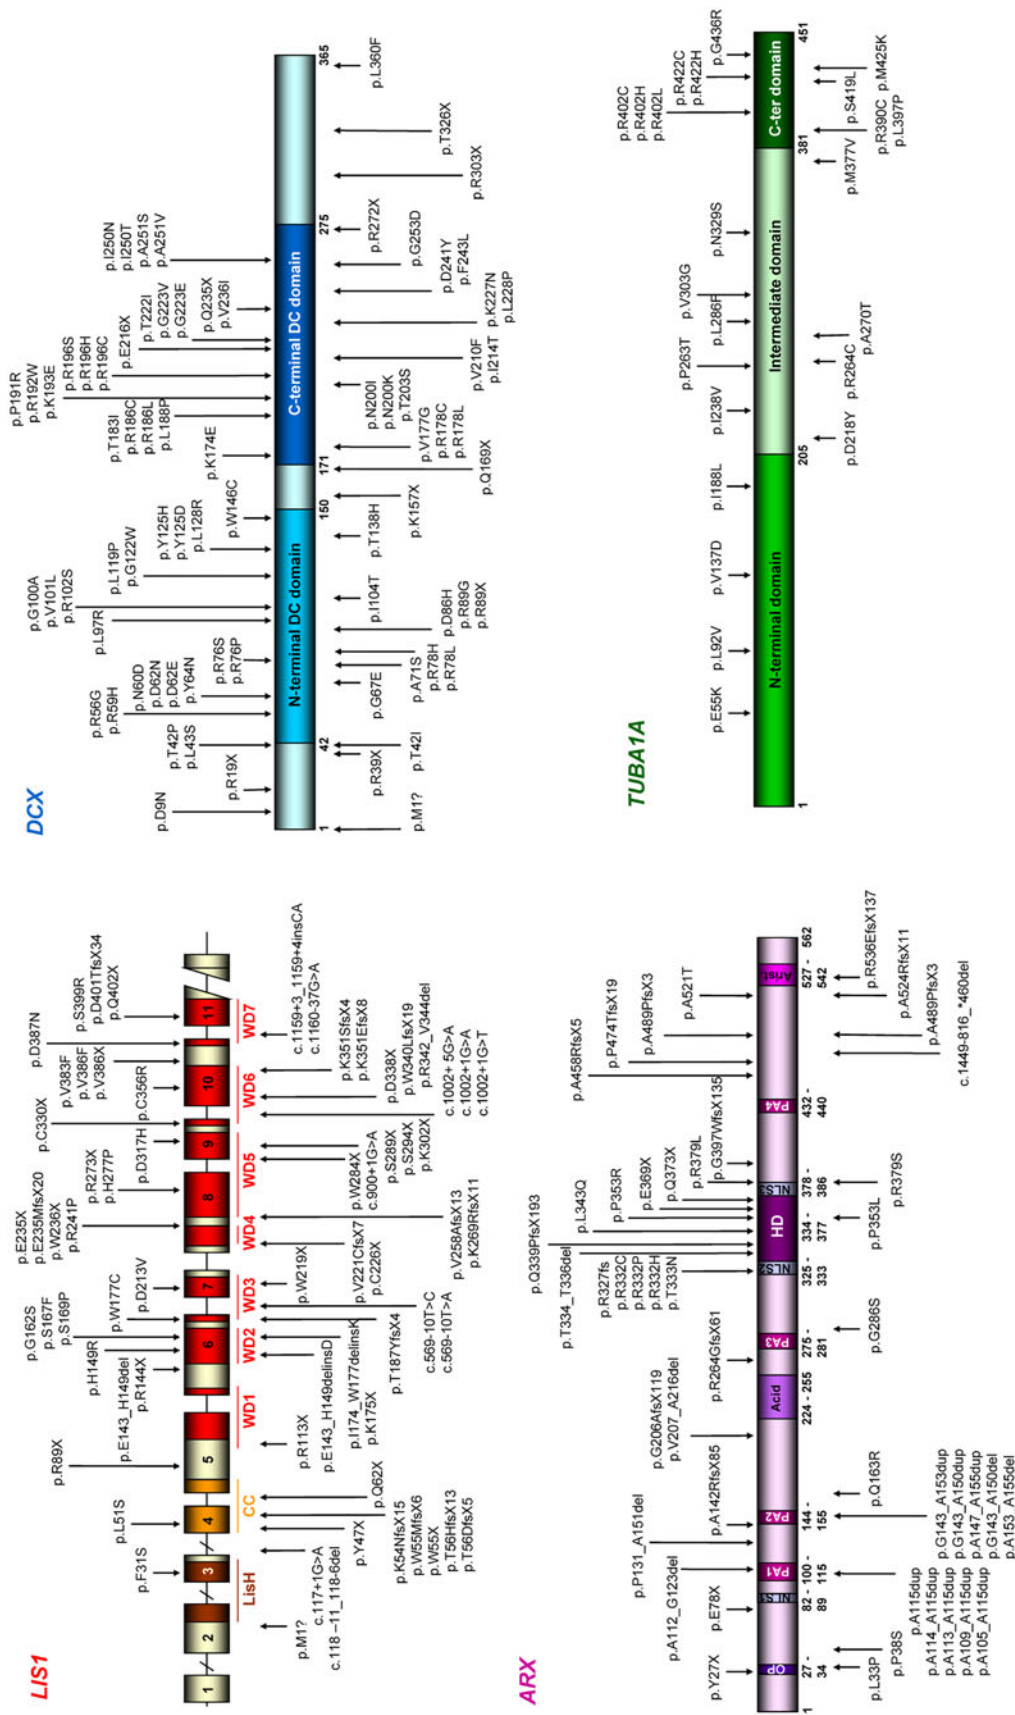 LIS1
p.F31S
p.L51S
p.R89X
p.E143_H149del
p.R144X
p.H149R
p.G162S
p.S167F
p.S169P
p.W177C
p.D213V
p.E235X
p.E235MfsX20
p.W236X
p.R241P
p.R273X
p.H277P
p.D317H
p.C330X
p.C356R
p.V383F
p.V386F
p.V386X
p.D387N
p.S399R
p.D401TfsX34
p.Q402X
1
2
3
4
5
6
7
8
9
10
11
LisH
CC
WD1
WD2
WD3
WD4
WD5
WD6
WD7
p.M1?
c.117+1G>A
c.118–11_118-6del
p.Y47X
p.K54NfsX15
p.W55MfsX6
p.W55X
p.T56HfsX13
p.T56DfsX5
p.Q62X
p.R113X
p.E143_H149delinsD
p.I174_W177delinsK
p.K175X
p.T187YfsX4
c.569-10T>C
c.569-10T>A
p.W219X
p.V221CfsX7
p.C226X
p.V258AfsX13
p.K269RfsX11
p.W284X
c.900+1G>A
p.S289X
p.S294X
p.K302X
c.1002+ 5G>A
c.1002+1G>A
c.1002+1G>T
p.D338X
p.W340LfsX19
p.R342_V344del
p.K351SfsX4
p.K351EfsX8
c.1159+3_1159+4insCA
c.1160-37G>A
DCX
p.D9N
p.R19X
p.T42P
p.L43S
p.R56G
p.R59H
p.N60D
p.D62N
p.D62E
p.Y64N
p.R76S
p.R76P
p.L97R
p.G100A
p.V101L
p.R102S
p.L119P
p.G122W
p.Y125H
p.Y125D
p.L128R
p.W146C
p.K174E
p.T183I
p.R186C
p.R186L
p.L188P
p.P191R
p.R192W
p.K193E
p.R196S
p.R196H
p.R196C
p.E216X
p.T222I
p.G223V
p.G223E
p.Q235X
p.V236I
p.I250N
p.I250T
p.A251S
p.A251V
N-terminal DC domain
C-terminal DC domain
1
42
150
171
275
365
p.M1?
p.R39X
p.T42I
p.G67E
p.A71S
p.R78H
p.R78L
p.D86H
p.R89G
p.R89X
p.I104T
p.T138H
p.K157X
p.Q169X
p.V177G
p.R178C
p.R178L
p.N200I
p.N200K
p.T203S
p.V210F
p.I214T
p.K227N
p.L228P
p.D241Y
p.F243L
p.G253D
p.R272X
p.R303X
p.T326X
p.L360F
ARX
p.Y27X
p.E78X
p.A112_G123del
p.P131_A151del
p.A142RfsX85
p.G206AfsX119
p.V207_A216del
p.R264GfsX61
p.R327fs
p.R332C
p.R332P
p.R332H
p.T333N
p.T334_T336del
p.Q339PfsX193
p.L343Q
p.P353R
p.E369X
p.Q373X
p.R379L
p.G397WfsX135
p.A458RfsX5
p.P474TfsX19
p.A489PfsX3
p.A521T
OP
NLS1
PA1
PA2
Acid
PA3
NLS2
HD
NLS3
PA4
Arist.
1
27 - 34
82 - 89
100 - 115
144 - 155
224 - 255
275 - 281
325 - 333
334 - 377
378 - 386
432 - 440
527 - 542
562
p.L33P
p.P38S
p.A115dup
p.A114_A115dup
p.A113_A115dup
p.A109_A115dup
p.A105_A115dup
p.G143_A153dup
p.G143_A150dup
p.A147_A155dup
p.G143_A150del
p.A153_A155del
p.Q163R
p.G286S
p.P353L
p.R379S
c.1449-816_*460del
p.A489PfsX3
p.A524RfsX11
p.R536EfsX137
TUBA1A
p.E55K
p.L92V
p.V137D
p.I188L
p.I238V
p.P263T
p.L286F
p.V303G
p.N329S
p.R402C
p.R402H
p.R402L
p.R422C
p.R422H
p.G436R
N-terminal domain
Intermediate domain
C-ter domain
1
205
381
451
p.D218Y
p.R264C
p.A270T
p.M377V
p.R390C
p.L397P
p.S419L
p.M425K